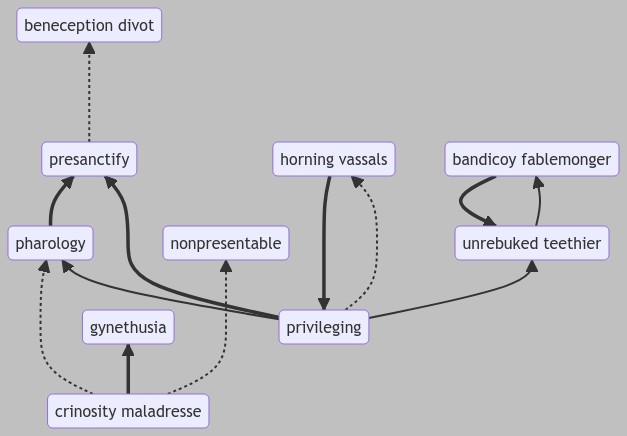 beneception divot
presanctify
horning vassals
bandicoy fablemonger
pharology
nonpresentable
unrebuked teethier
gynethusia
privileging
crinosity maladresse